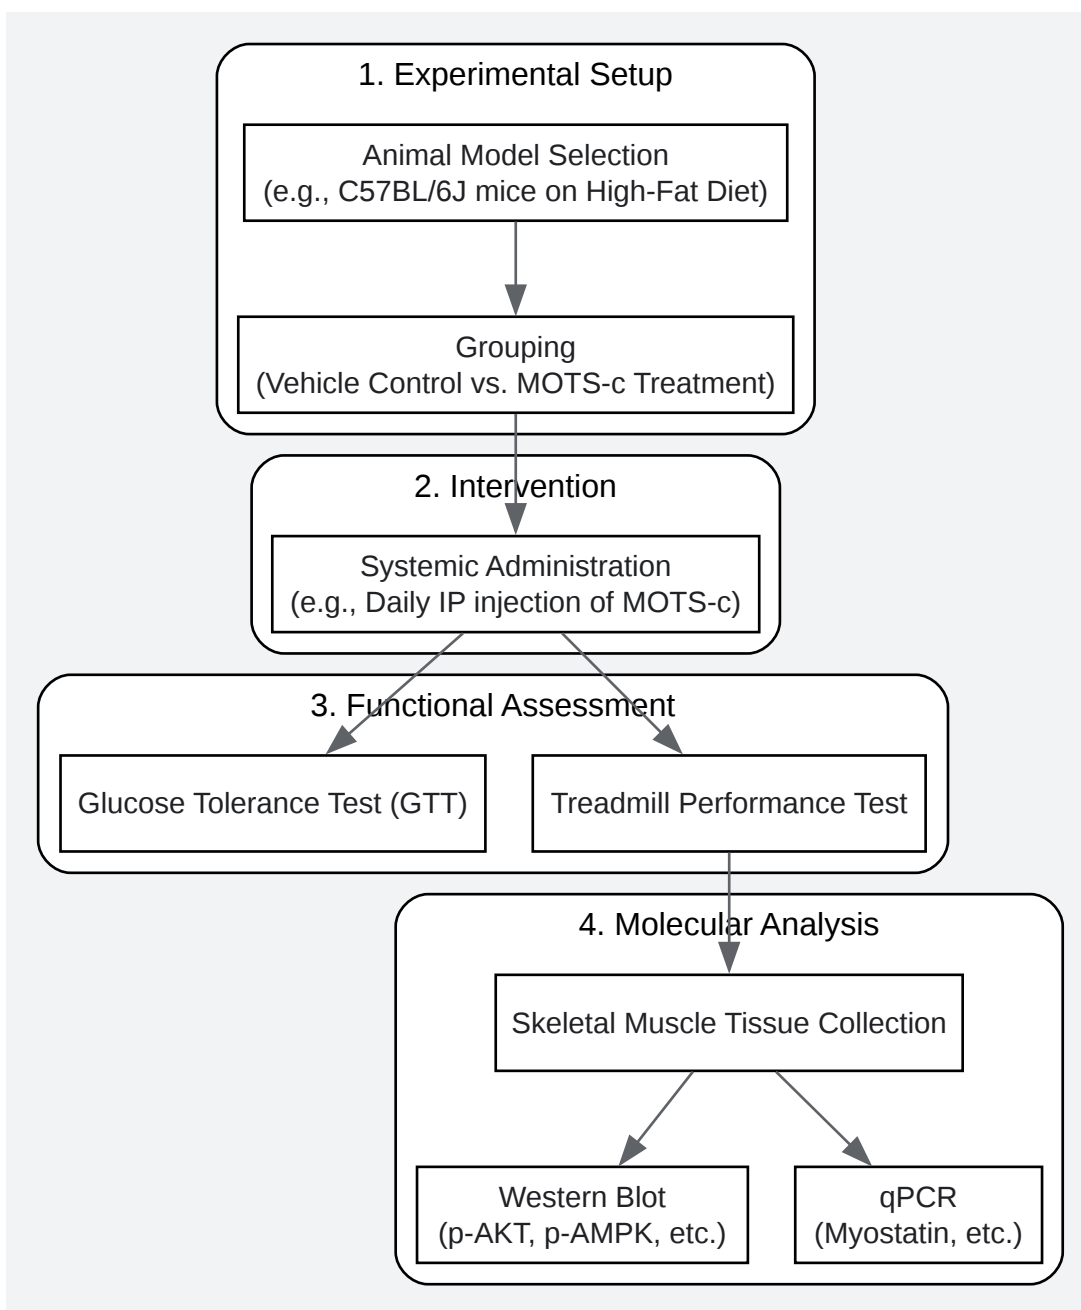 1. Experimental Setup
Animal Model Selection
(e.g., C57BL/6J mice on High-Fat Diet)
Grouping
(Vehicle Control vs. MOTS-c Treatment)
2. Intervention
Systemic Administration
(e.g., Daily IP injection of MOTS-c)
3. Functional Assessment
Glucose Tolerance Test (GTT)
Treadmill Performance Test
4. Molecular Analysis
Skeletal Muscle Tissue Collection
Western Blot
(p-AKT, p-AMPK, etc.)
qPCR
(Myostatin, etc.)